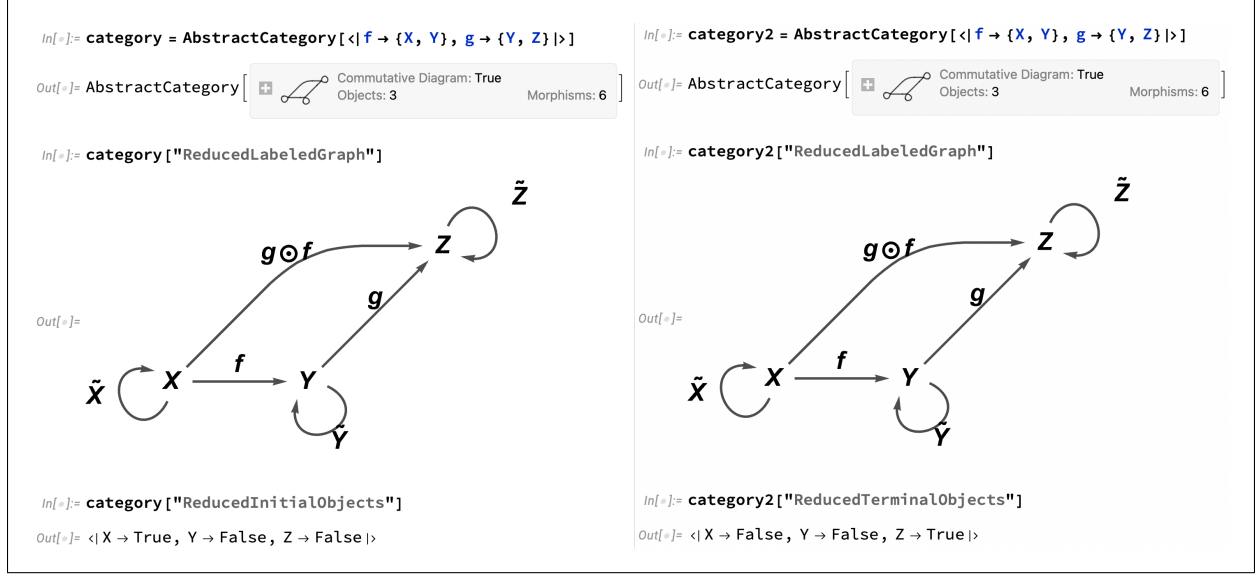 In[ ]:= category = AbstractCategory[<|f → {X, Y}, g → {Y, Z}|>]
Out[ ]= AbstractCategory[ Commutative Diagram: True
Objects: 3 Morphisms: 6 ]
In[ ]:= category["ReducedLabeledGraph"]
Z̃
g⊙f Z
g
Out[ ]=
f
X̃ X Y
Ỹ
In[ ]:= category["ReducedInitialObjects"]
Out[ ]= <|X → True, Y → False, Z → False|>
In[ ]:= category2 = AbstractCategory[<|f → {X, Y}, g → {Y, Z}|>]
Out[ ]= AbstractCategory[ Commutative Diagram: True
Objects: 3 Morphisms: 6 ]
In[ ]:= category2["ReducedLabeledGraph"]
Z̃
g⊙f Z
g
Out[ ]=
f
X̃ X Y
Ỹ
In[ ]:= category2["ReducedTerminalObjects"]
Out[ ]= <|X → False, Y → False, Z → True|>